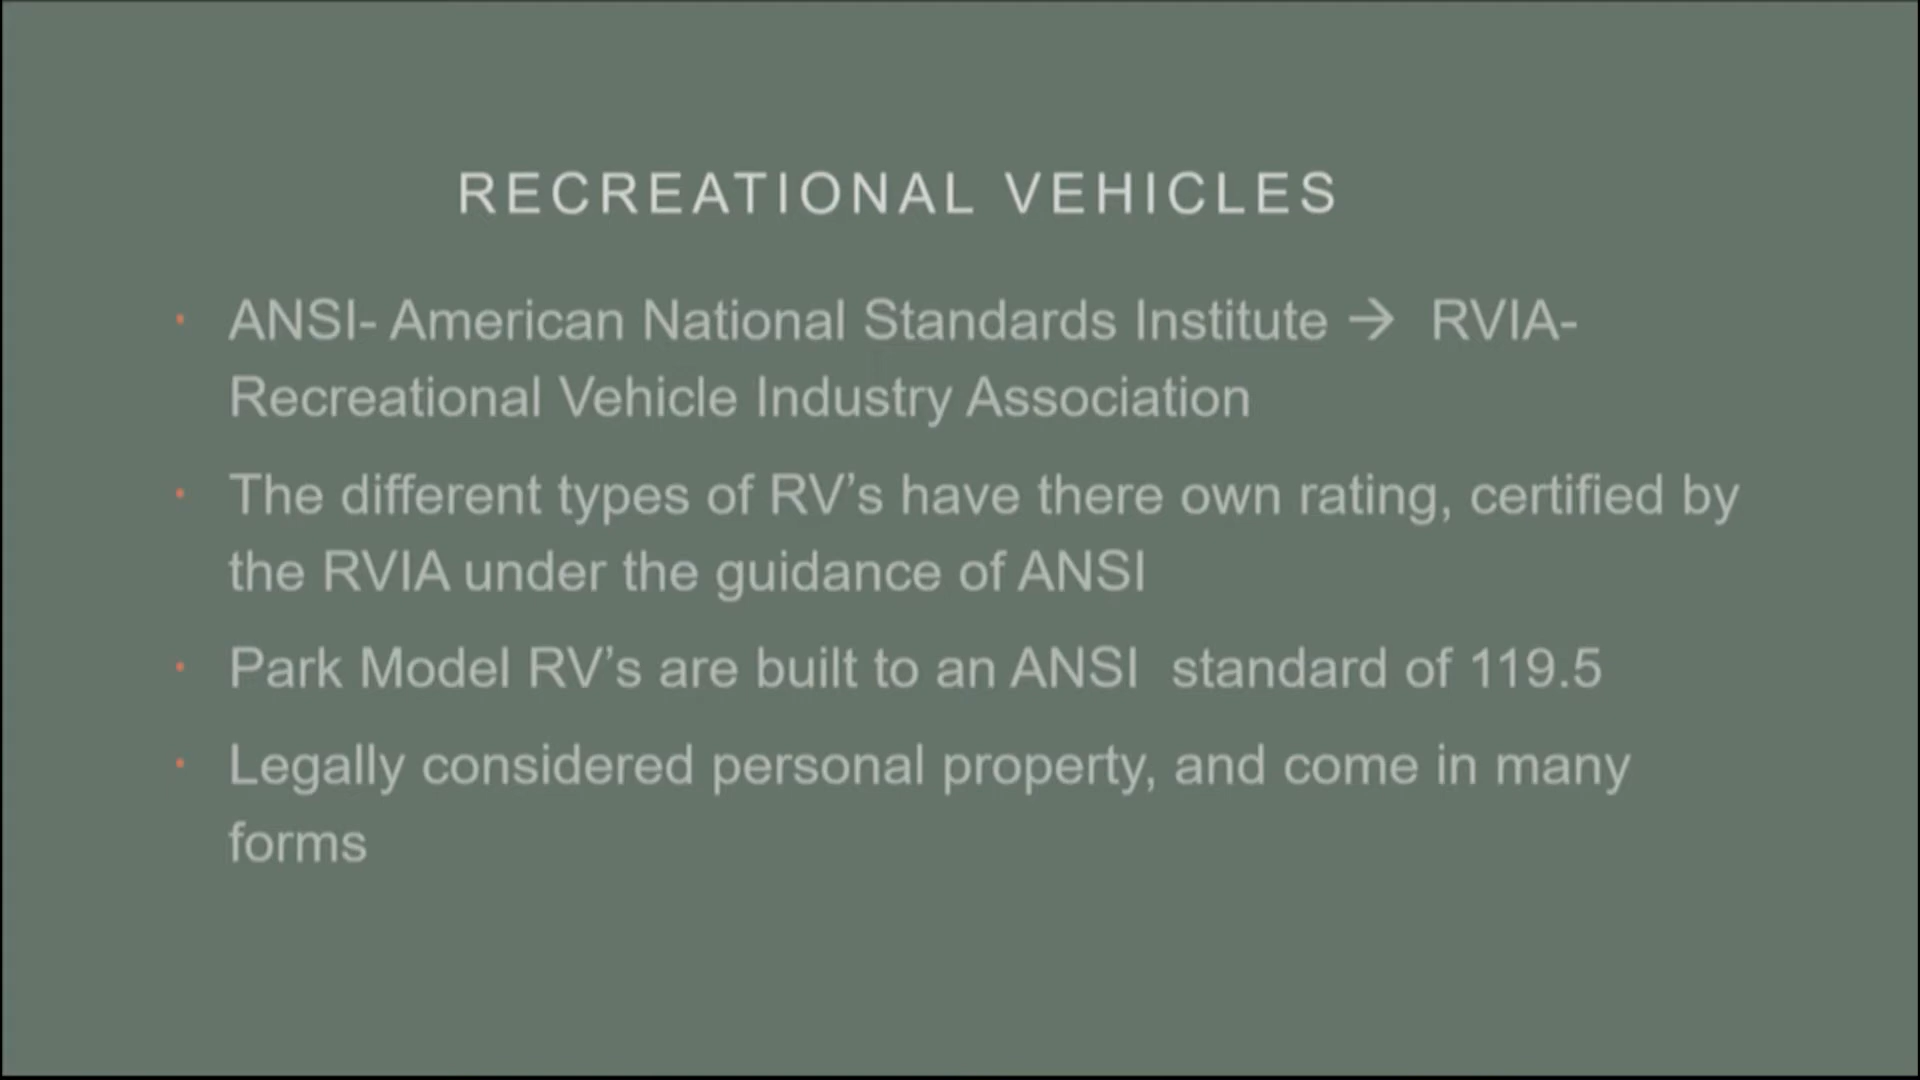 RECREATIONAL VEHICLES
· ANSI- American National Standards Institute → RVIA-
Recreational Vehicle Industry Association
· The different types of RV’s have there own rating, certified by
the RVIA under the guidance of ANSI
· Park Model RV’s are built to an ANSI  standard of 119.5
· Legally considered personal property, and come in many
forms